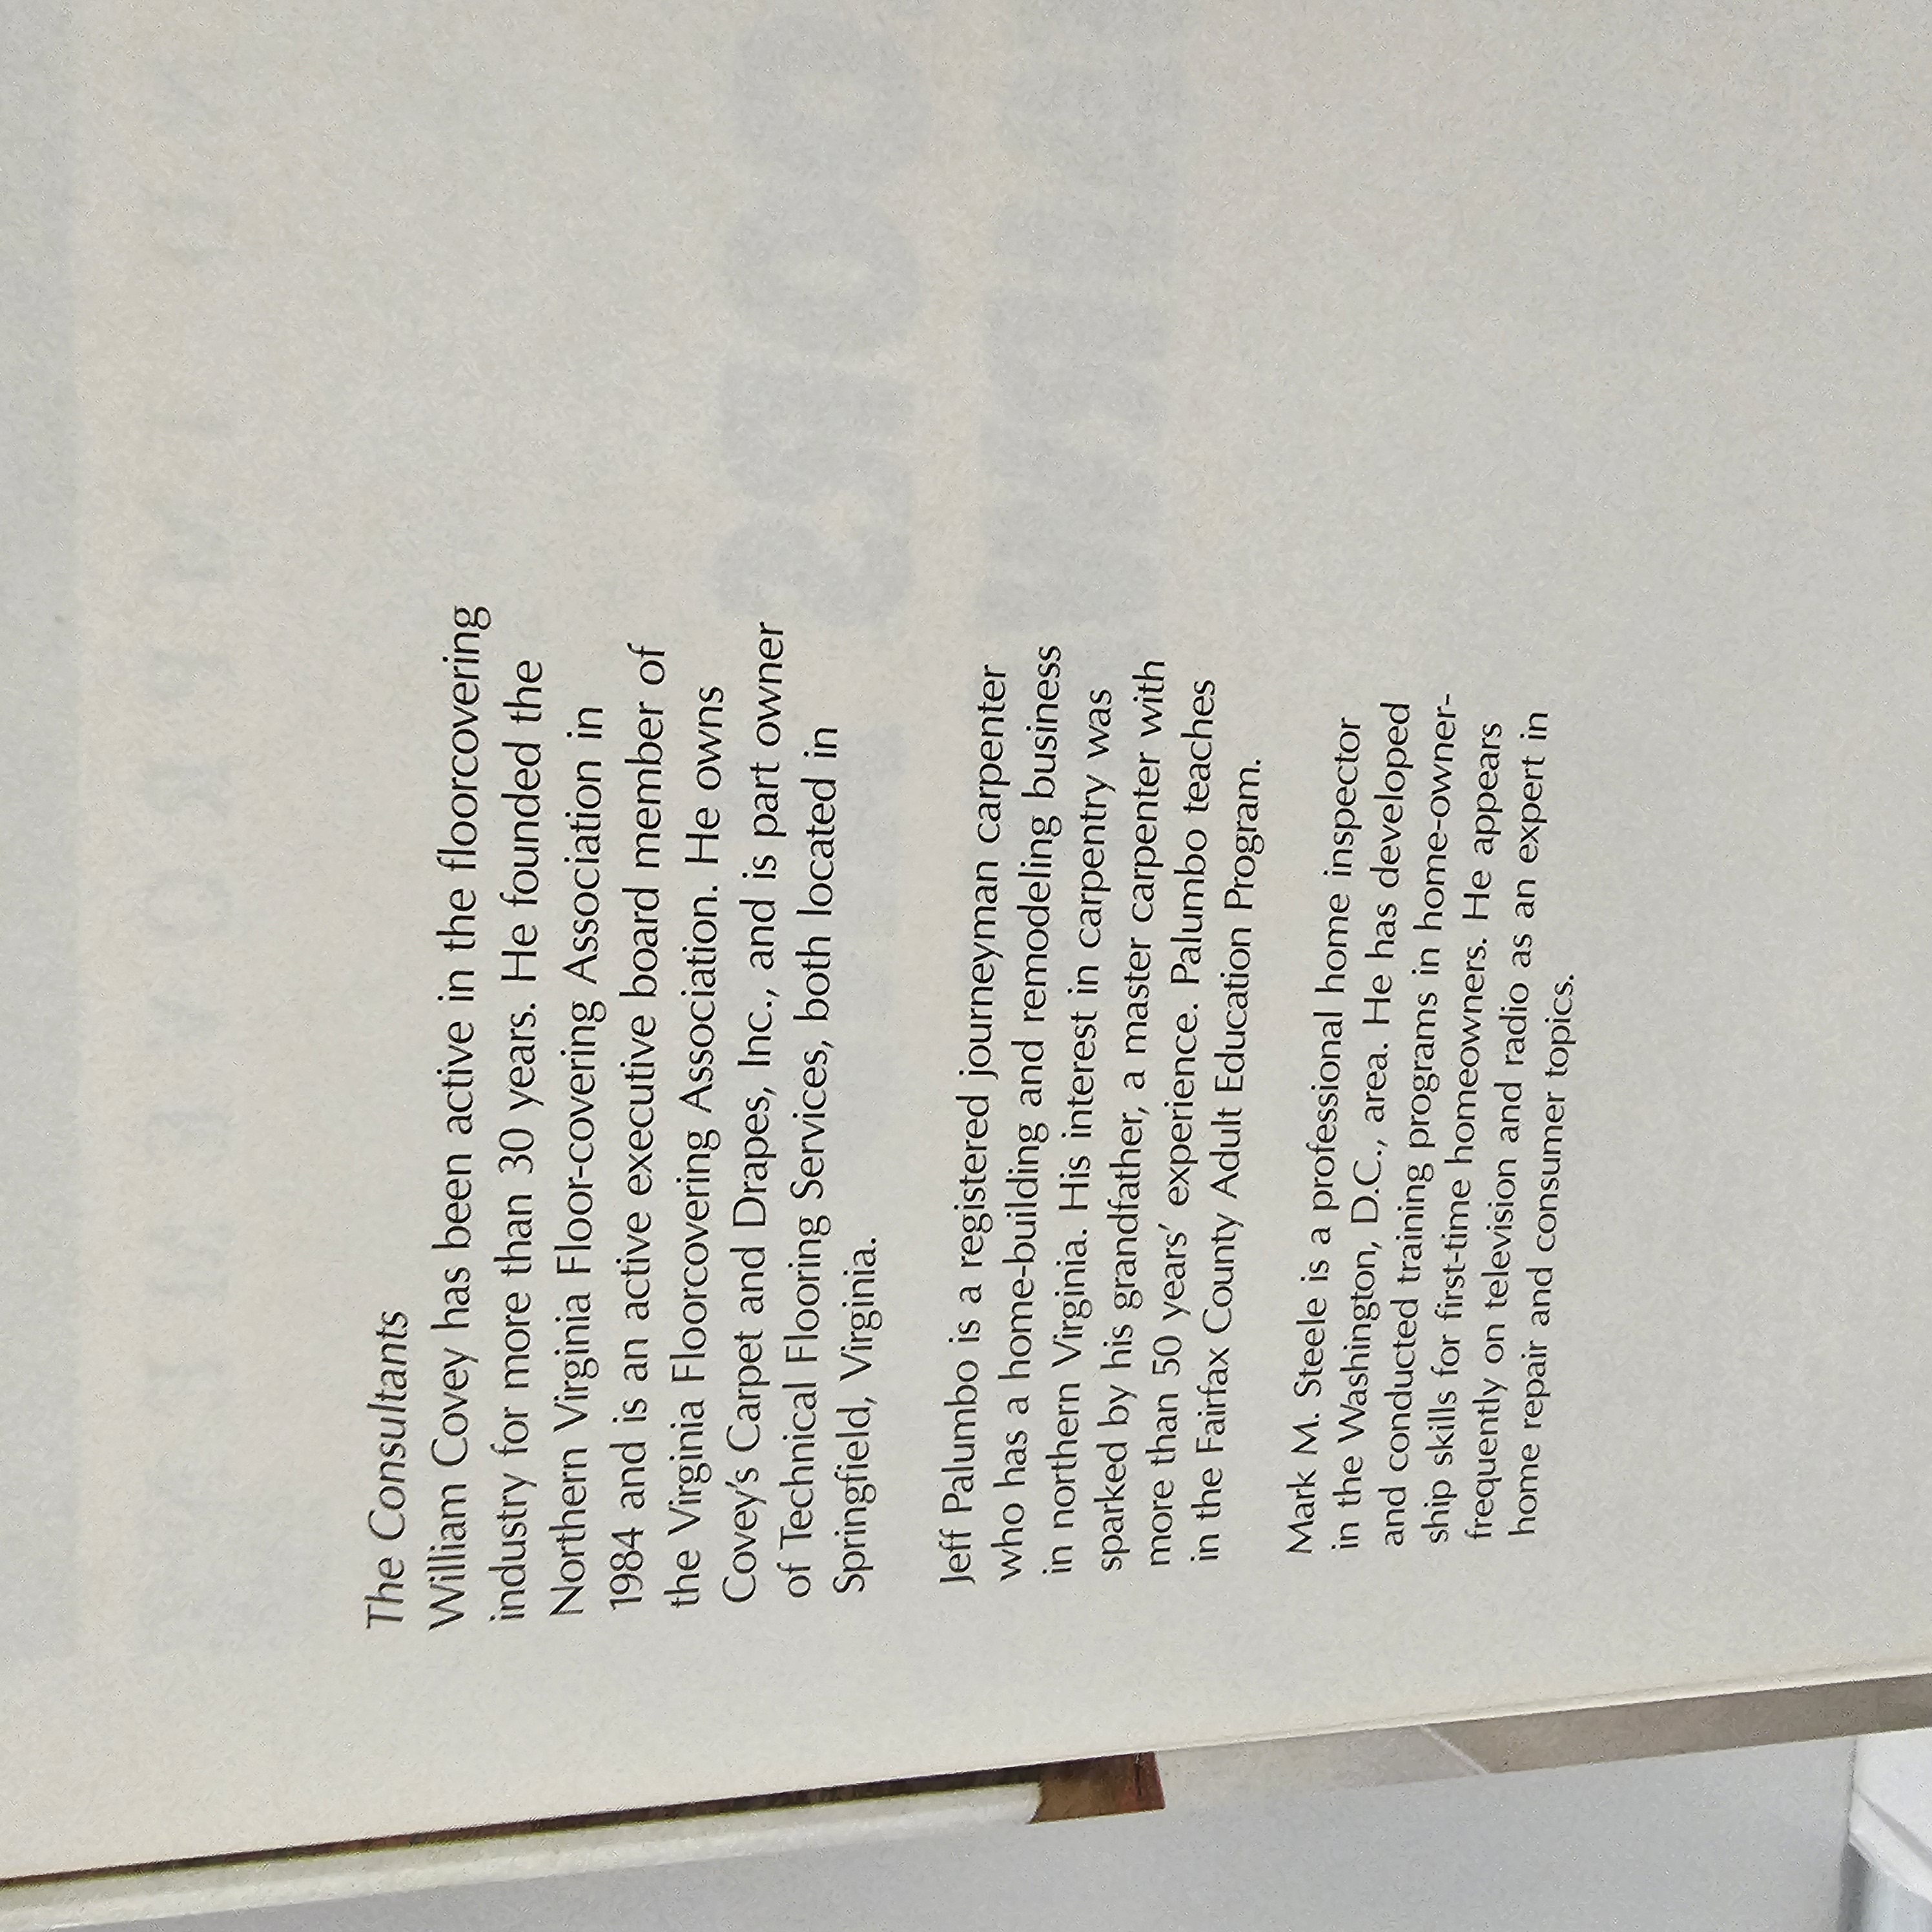 The Consultants
William Covey has been active in the floorcovering
industry for more than 30 years. He founded the
Northern Virginia Floor-covering Association in
1984 and is an active executive board member of
the Virginia Floorcovering Association. He owns
Covey's Carpet and Drapes, Inc., and is part owner
of Technical Flooring Services, both located in
Springfield, Virginia.
Jeff Palumbo is a registered journeyman carpenter
who has a home-building and remodeling business
in northern Virginia. His interest in carpentry was
sparked by his grandfather, a master carpenter with
more than 50 years' experience. Palumbo teaches
in the Fairfax County Adult Education Program.
Mark M. Steele is a professional home inspector
in the Washington, D.C., area. He has developed
and conducted training programs in home-owner-
ship skills for first-time homeowners. He appears
frequently on television and radio as an expert in
home repair and consumer topics.